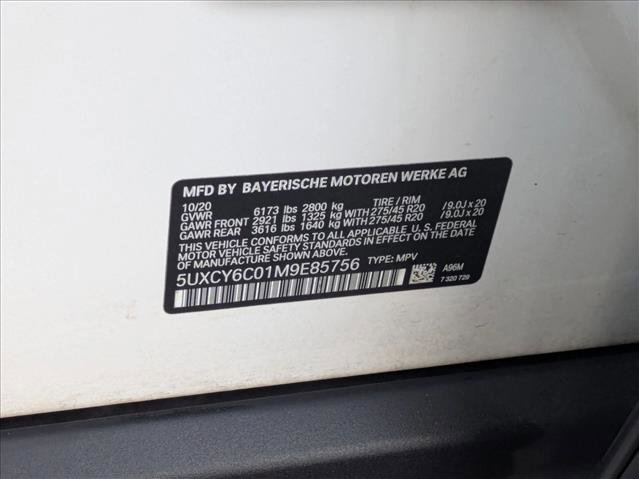 MFD BY BAYERISCHE MOTOREN WERKE AG
10/20 TIRE / RIM
GVWR 6173 lbs 2800 kg
GAWR FRONT 2921 lbs 1325 kg WITH 275/45 R20 /9.0J x 20
GAWR REAR 3616 lbs 1640 kg WITH 275/45 R20 /9.0J x 20
THIS VEHICLE CONFORMS TO ALL APPLICABLE U. S. FEDERAL
MOTOR VEHICLE SAFETY STANDARDS IN EFFECT ON THE
DATE OF MANUFACTURE SHOWN ABOVE.
5UXCY6C01M9E85756 TYPE: MPV
A96M
7 320 729